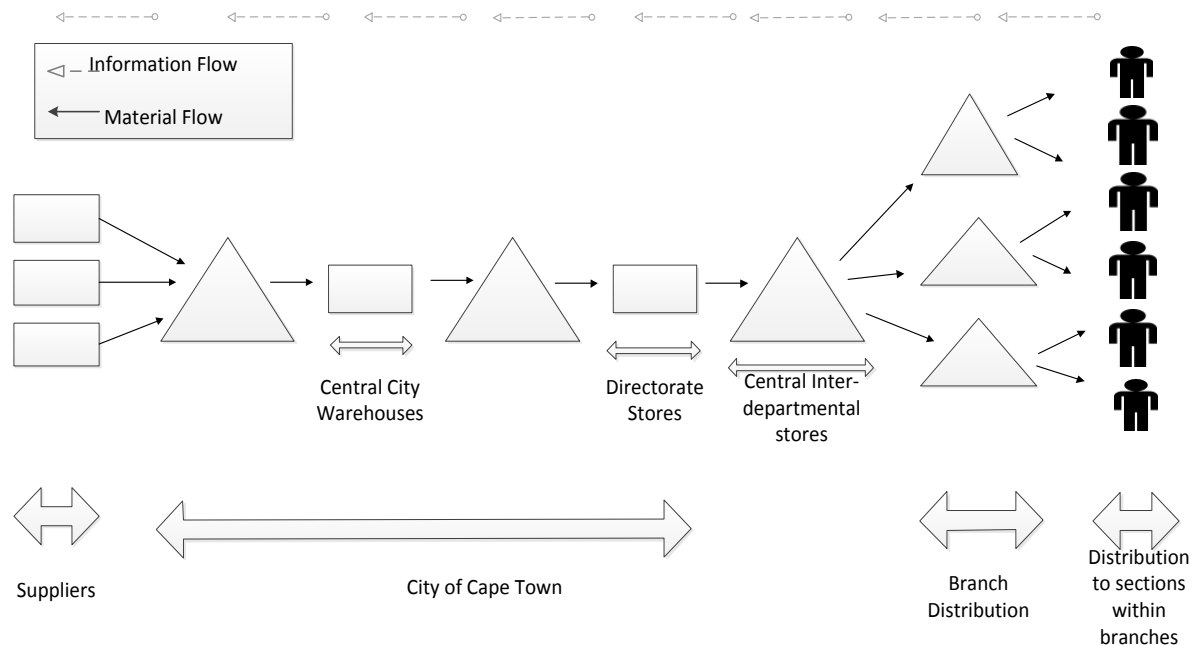 Information Flow
Material Flow
Central City
Warehouses
Directorate
Stores
Central Inter-
departmental
stores
Suppliers
City of Cape Town
Branch
Distribution
Distribution
to sections
within
branches